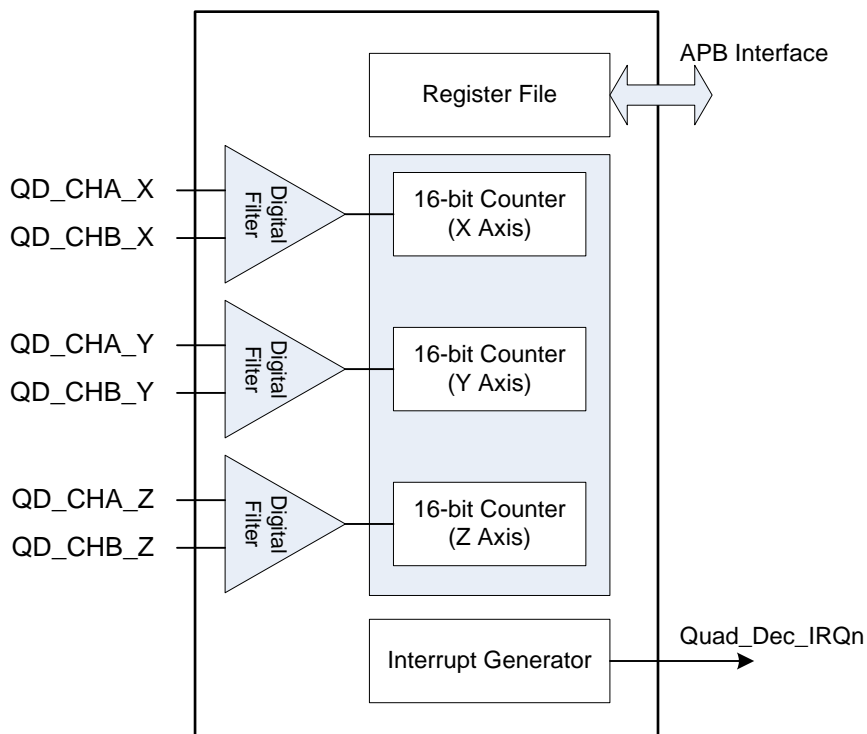 APB Interface
Register File
QD_CHA_X
QD_CHB_X
Digital
Filter
16-bit Counter
(X Axis)
QD_CHA_Y
QD_CHB_Y
Digital
Filter
16-bit Counter
(Y Axis)
QD_CHA_Z
QD_CHB_Z
Digital
Filter
16-bit Counter
(Z Axis)
Interrupt Generator
Quad_Dec_IRQn